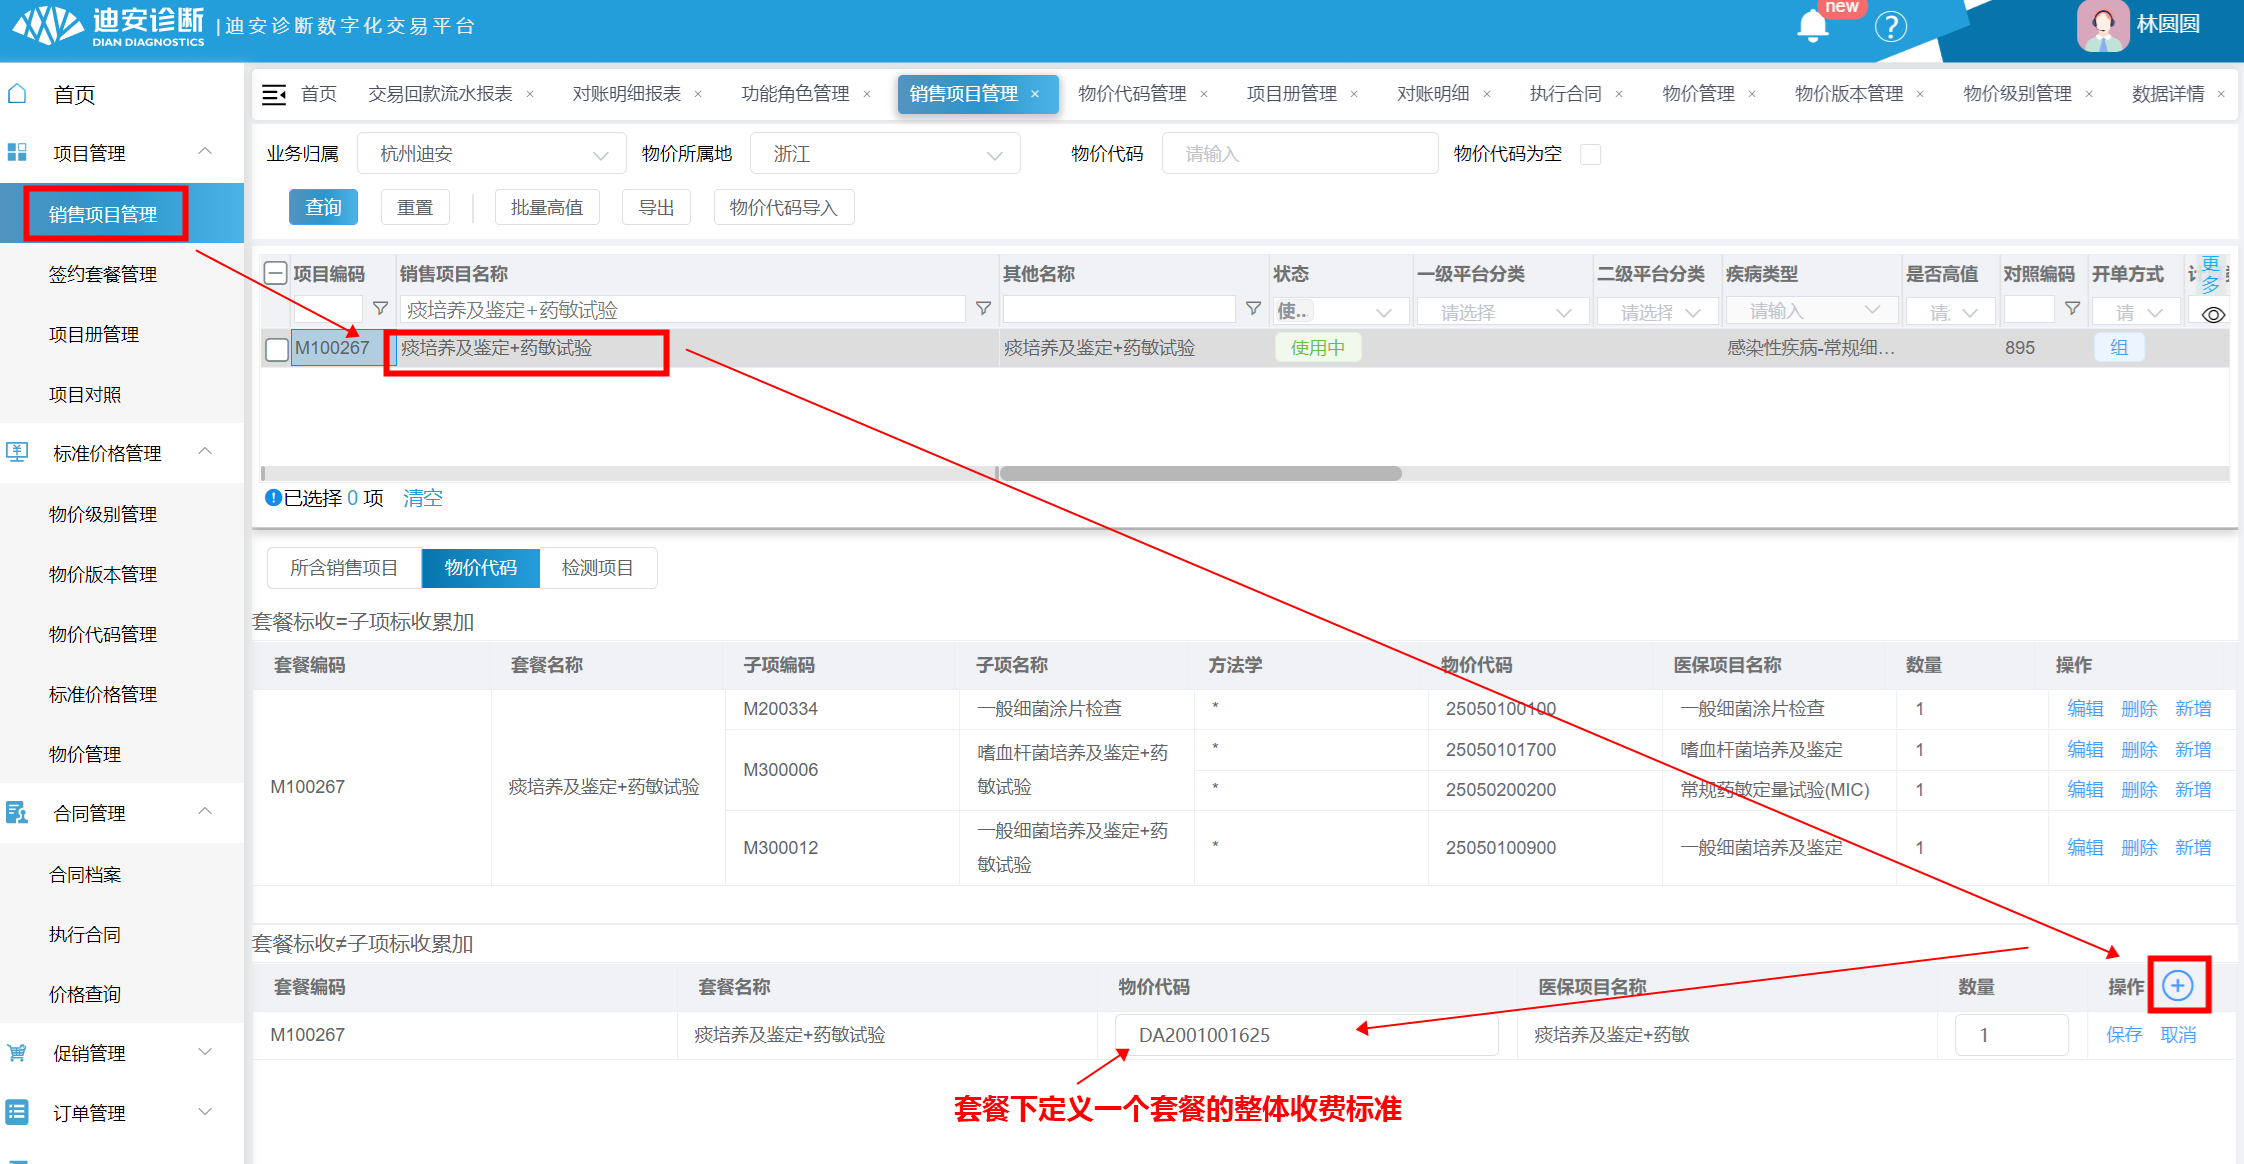 迪安诊断
DIAN DIAGNOSTICS
|迪安诊断数字化交易平台
new
?
林圆圆
首页
项目管理
销售项目管理
签约套餐管理
项目册管理
项目对照
标准价格管理
物价级别管理
物价版本管理
物价代码管理
标准价格管理
物价管理
合同管理
合同档案
执行合同
价格查询
促销管理
订单管理
首页 交易回款流水报表 × 对账明细报表 × 功能角色管理 × 销售项目管理 × 物价代码管理 × 项目册管理 × 对账明细 × 执行合同 × 物价管理 × 物价版本管理 × 物价级别管理 × 数据详情 ×
业务归属 杭州迪安 物价所属地 浙江 物价代码 请输入 物价代码为空
查询 重置 批量高值 导出 物价代码导入
项目编码 销售项目名称 其他名称 状态 一级平台分类 二级平台分类 疾病类型 是否高值 对照编码 开单方式 更多
痰培养及鉴定+药敏试验 使.. 请选择 请选择 请输入 请. 请
M100267 痰培养及鉴定+药敏试验 痰培养及鉴定+药敏试验 使用中 感染性疾病-常规细... 895 组
已选择 0 项 清空
所含销售项目 物价代码 检测项目
套餐标收=子项标收累加
套餐编码 套餐名称 子项编码 子项名称 方法学 物价代码 医保项目名称 数量 操作
M100267 痰培养及鉴定+药敏试验
M200334 一般细菌涂片检查 * 25050100100 一般细菌涂片检查 1 编辑 删除 新增
M300006 嗜血杆菌培养及鉴定+药
敏试验
* 25050101700 嗜血杆菌培养及鉴定 1 编辑 删除 新增
* 25050200200 常规药敏定量试验(MIC) 1 编辑 删除 新增
M300012 一般细菌培养及鉴定+药
敏试验
* 25050100900 一般细菌培养及鉴定 1 编辑 删除 新增
套餐标收≠子项标收累加
套餐编码 套餐名称 物价代码 医保项目名称 数量 操作
M100267 痰培养及鉴定+药敏试验 DA2001001625 痰培养及鉴定+药敏 1 保存 取消
套餐下定义一个套餐的整体收费标准